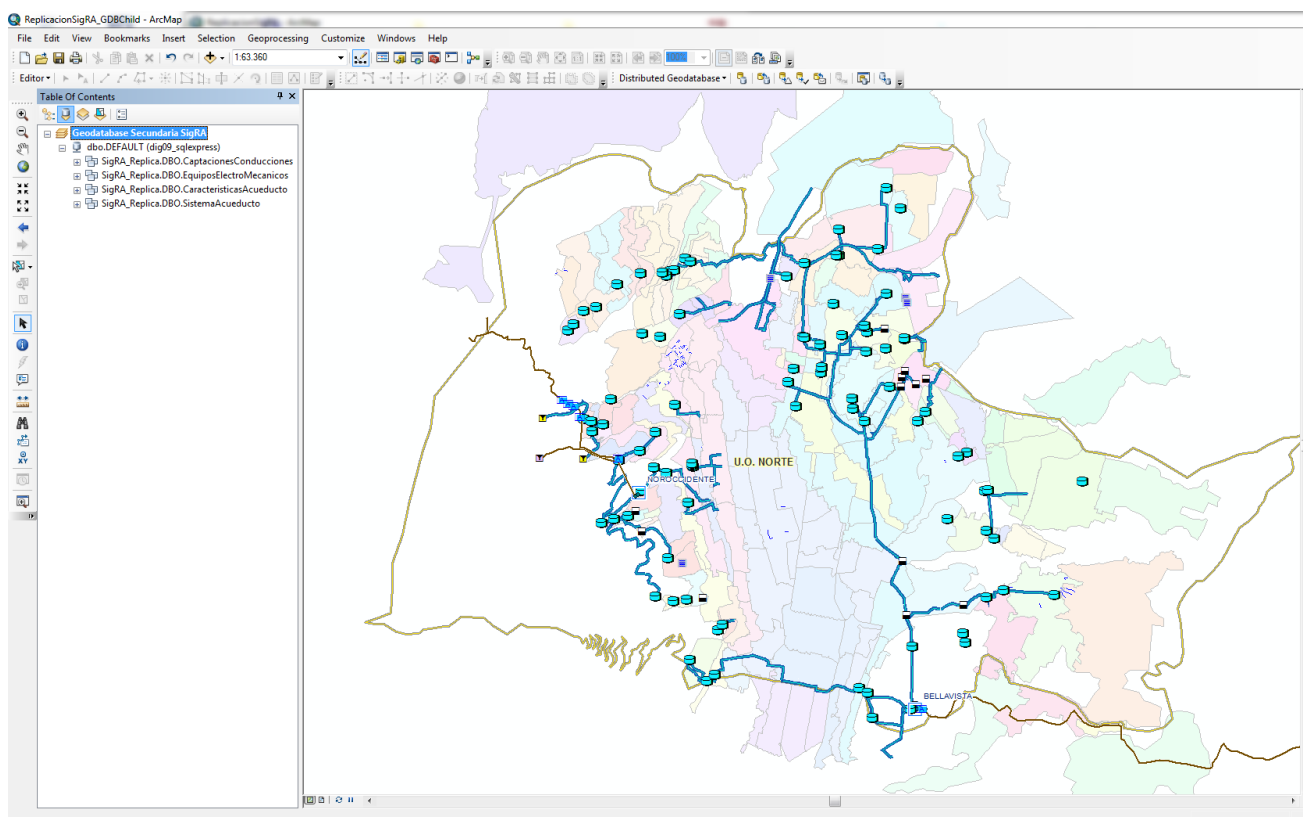 ReplicacionSigRA_GDBChild - ArcMap
File Edit View Bookmarks Insert Selection Geoprocessing Customize Windows Help
1:63.360
100%
Editor
Distributed Geodatabase
Table Of Contents
Geodatabase Secundaria SigRA
dbo.DEFAULT (dig09_sqlexpress)
SigRA_Replica.DBO.CaptacionesConducciones
SigRA_Replica.DBO.EquiposElectroMecanicos
SigRA_Replica.DBO.CaracteristicasAcueducto
SigRA_Replica.DBO.SistemaAcueducto
XY
U.O. NORTE
NOROCCIDENTE
BELLAVISTA